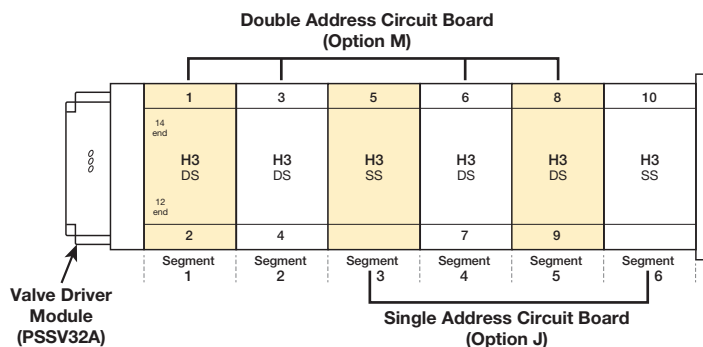 Double Address Circuit Board
(Option M)
1 3 5 6 8 10
14
end
H3 H3 H3 H3 H3 H3
DS DS SS DS DS SS
12
end
2 4 7 9
Segment Segment Segment Segment Segment Segment
1 2 3 4 5 6
Valve Driver
Module
(PSSV32A)
Single Address Circuit Board
(Option J)